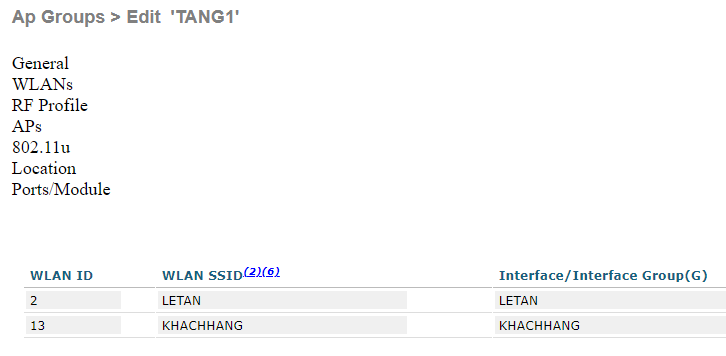 Ap Groups > Edit 'TANG1'
General
WLANs
RF Profile
APs
802.11u
Location
Ports/Module
WLAN ID WLAN SSID(2)(6) Interface/Interface Group(G)
2 LETAN LETAN
13 KHACHHANG KHACHHANG